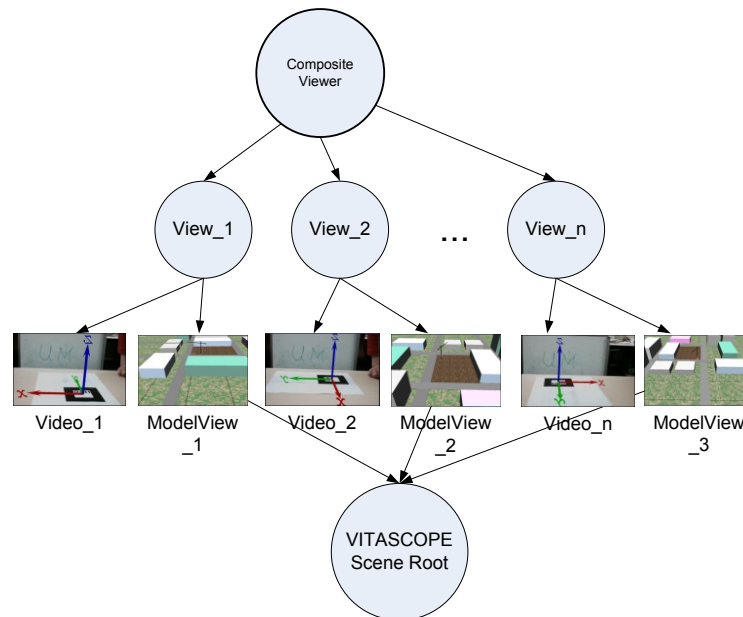 Composite
Viewer
View_1
View_2
...
View_n
U M
U M
U M
X
X
X
Video_1
ModelView
_1
Video_2
ModelView
_2
Video_n
ModelView
_3
VITASCOPE
Scene Root